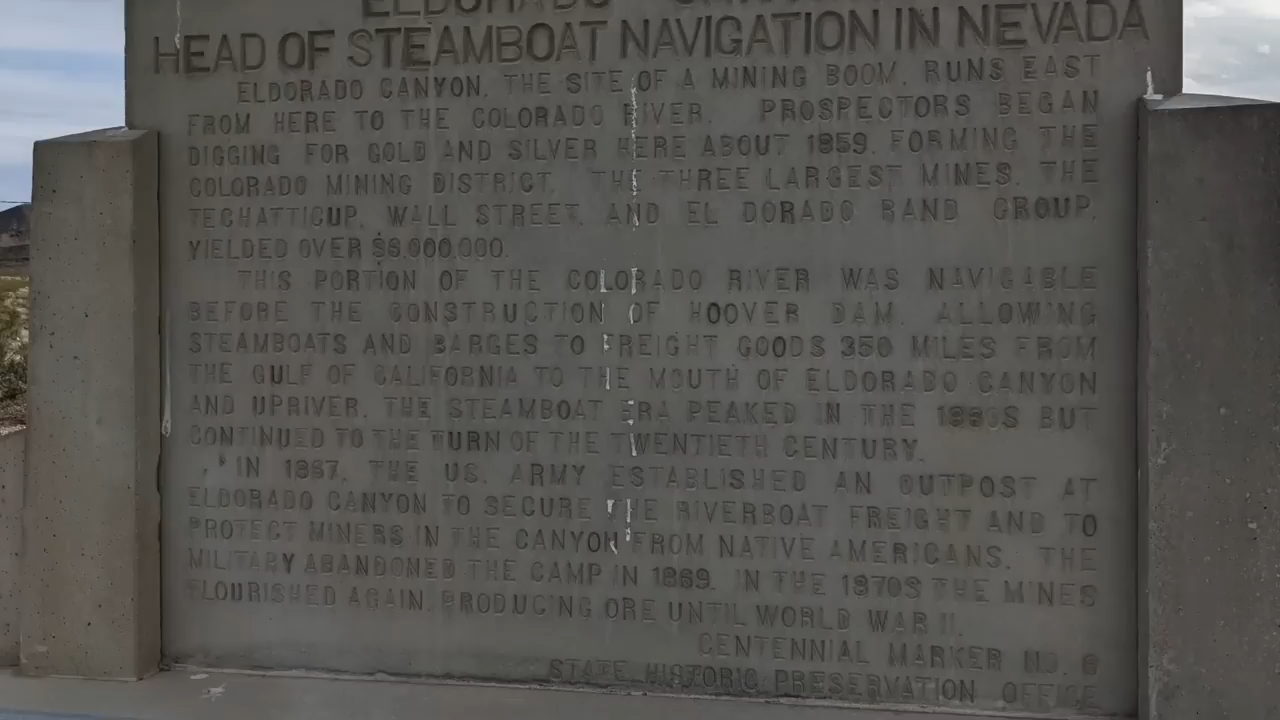 ELDORADO
HEAD OF STEAMBOAT NAVIGATION IN NEVADA
ELDORADO CANYON, THE SITE OF A MINING BOOM, RUNS EAST
FROM HERE TO THE COLORADO RIVER. PROSPECTORS BEGAN
DIGGING FOR GOLD AND SILVER HERE ABOUT 1859, FORMING THE
COLORADO MINING DISTRICT. THE THREE LARGEST MINES, THE
TECHATTICUP, WALL STREET, AND EL DORADO RAND GROUP,
YIELDED OVER $6,000,000.
THIS PORTION OF THE COLORADO RIVER WAS NAVIGABLE
BEFORE THE CONSTRUCTION OF HOOVER DAM, ALLOWING
STEAMBOATS AND BARGES TO FREIGHT GOODS 350 MILES FROM
THE GULF OF CALIFORNIA TO THE MOUTH OF ELDORADO CANYON
AND UPRIVER. THE STEAMBOAT ERA PEAKED IN THE 1860S BUT
CONTINUED TO THE TURN OF THE TWENTIETH CENTURY.
IN 1867, THE US. ARMY ESTABLISHED AN OUTPOST AT
ELDORADO CANYON TO SECURE THE RIVERBOAT FREIGHT AND TO
PROTECT MINERS IN THE CANYON FROM NATIVE AMERICANS. THE
MILITARY ABANDONED THE CAMP IN 1869. IN THE 1870S THE MINES
FLOURISHED AGAIN, PRODUCING ORE UNTIL WORLD WAR II.
CENTENNIAL MARKER NO. 6
STATE HISTORIC PRESERVATION OFFICE